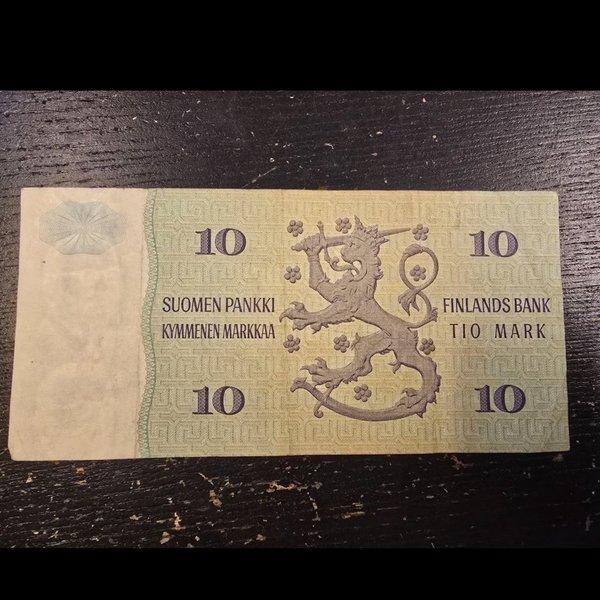 10 10
SUOMEN PANKKI FINLANDS BANK
KYMMENEN MARKKAA TIO MARK
10 10